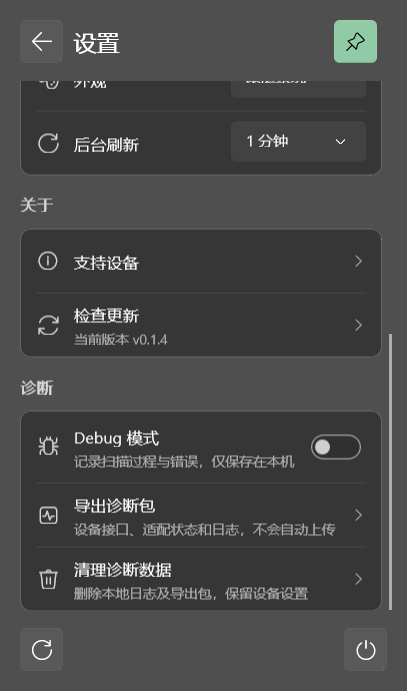 设置
外观
后台刷新
1 分钟
关于
支持设备
检查更新
当前版本 v0.1.4
诊断
Debug 模式
记录扫描过程与错误，仅保存在本机
导出诊断包
设备接口、适配状态和日志，不会自动上传
清理诊断数据
删除本地日志及导出包，保留设备设置